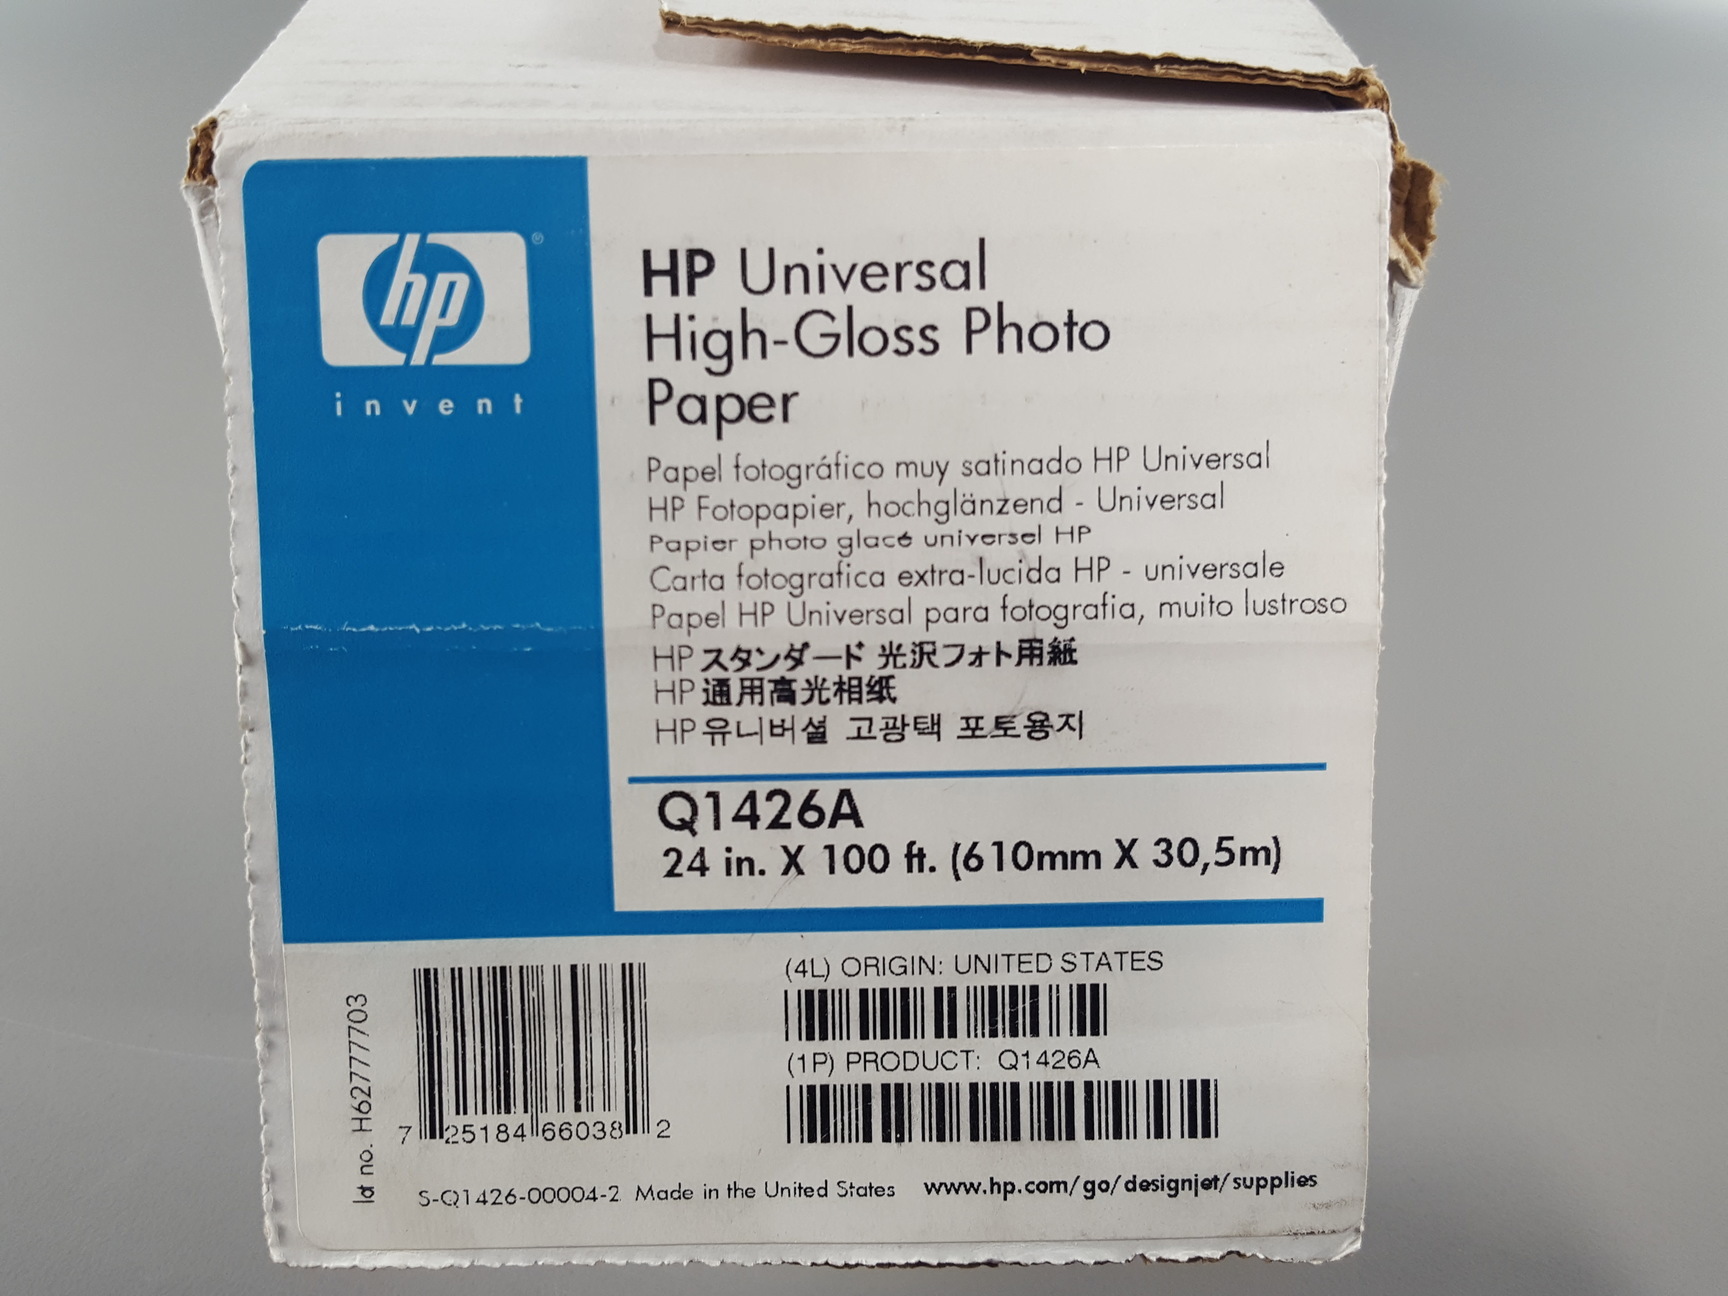 hp®
invent
HP Universal
High-Gloss Photo
Paper
Papel fotográfico muy satinado HP Universal
HP Fotopapier, hochglänzend - Universal
Papier photo glacé universel HP
Carta fotografica extra-lucida HP - universale
Papel HP Universal para fotografia, muito lustroso
HP スタンダード 光沢フォト用紙
HP 通用高光相纸
HP 유니버설 고광택 포토용지
Q1426A
24 in. X 100 ft. (610mm X 30,5m)
lot no. H62777703
7 25184 66038 2
(4L) ORIGIN: UNITED STATES
(1P) PRODUCT: Q1426A
S-Q1426-00004-2 Made in the United States www.hp.com/go/designjet/supplies